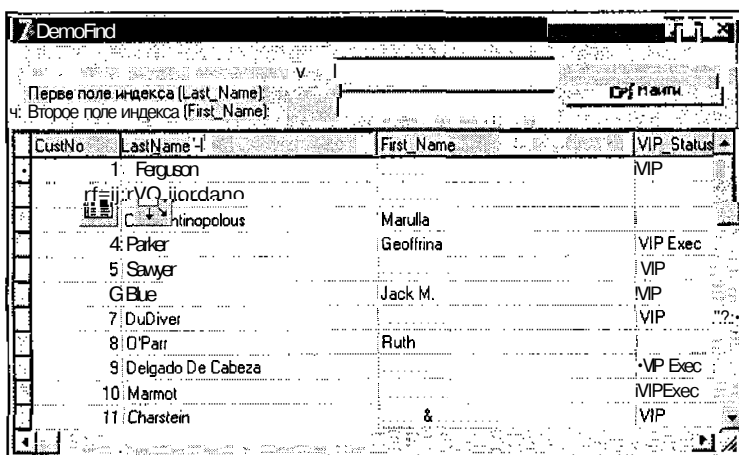 DemoFind
Перве поле индекса (Last_Name):
Второе поле индекса (First_Name):
Найти
CustNo LastName First_Name VIP_Status
1 Ferguson VIP
ntinopolous Marulla
4 Parker Geoffrina VIP Exec
5 Sawyer VIP
G Blue Jack M. VIP
7 DuDiver VIP
8 O'Parr Ruth
9 Delgado De Cabeza VIP Exec
10 Marmot VIPExec
11 Charstein & VIP